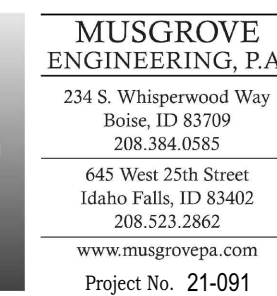 MUSGROVE
ENGINEERING, P.A
234 S. Whisperwood Way
Boise, ID 83709
208.384.0585
645 West 25th Street
Idaho Falls, ID 83402
208.523.2862
www.musgrovepa.com
Project No. 21-091